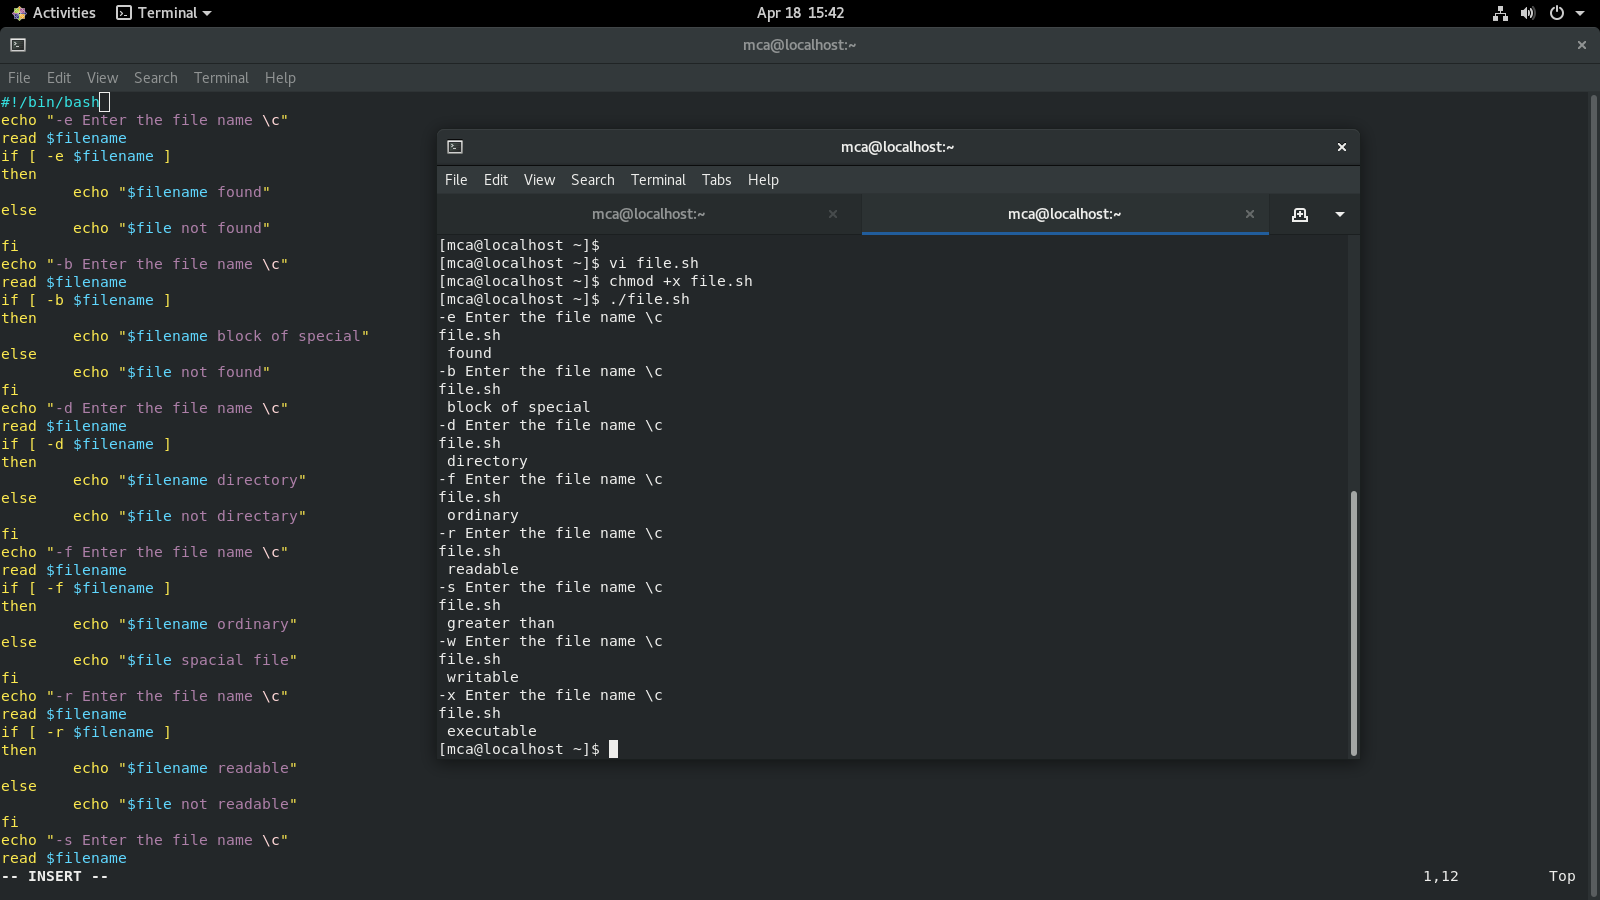 Activities Terminal Apr 18 15:42
mca@localhost:~
File Edit View Search Terminal Help
#!/bin/bash
echo "-e Enter the file name \c"
read $filename
if [ -e $filename ]
then
        echo "$filename found"
else
        echo "$file not found"
fi
echo "-b Enter the file name \c"
read $filename
if [ -b $filename ]
then
        echo "$filename block of special"
else
        echo "$file not found"
fi
echo "-d Enter the file name \c"
read $filename
if [ -d $filename ]
then
        echo "$filename directory"
else
        echo "$file not directary"
fi
echo "-f Enter the file name \c"
read $filename
if [ -f $filename ]
then
        echo "$filename ordinary"
else
        echo "$file spacial file"
fi
echo "-r Enter the file name \c"
read $filename
if [ -r $filename ]
then
        echo "$filename readable"
else
        echo "$file not readable"
fi
echo "-s Enter the file name \c"
read $filename
-- INSERT -- 1,12 Top
mca@localhost:~
File Edit View Search Terminal Tabs Help
mca@localhost:~ mca@localhost:~
[mca@localhost ~]$
[mca@localhost ~]$ vi file.sh
[mca@localhost ~]$ chmod +x file.sh
[mca@localhost ~]$ ./file.sh
-e Enter the file name \c
file.sh
 found
-b Enter the file name \c
file.sh
 block of special
-d Enter the file name \c
file.sh
 directory
-f Enter the file name \c
file.sh
 ordinary
-r Enter the file name \c
file.sh
 readable
-s Enter the file name \c
file.sh
 greater than
-w Enter the file name \c
file.sh
 writable
-x Enter the file name \c
file.sh
 executable
[mca@localhost ~]$